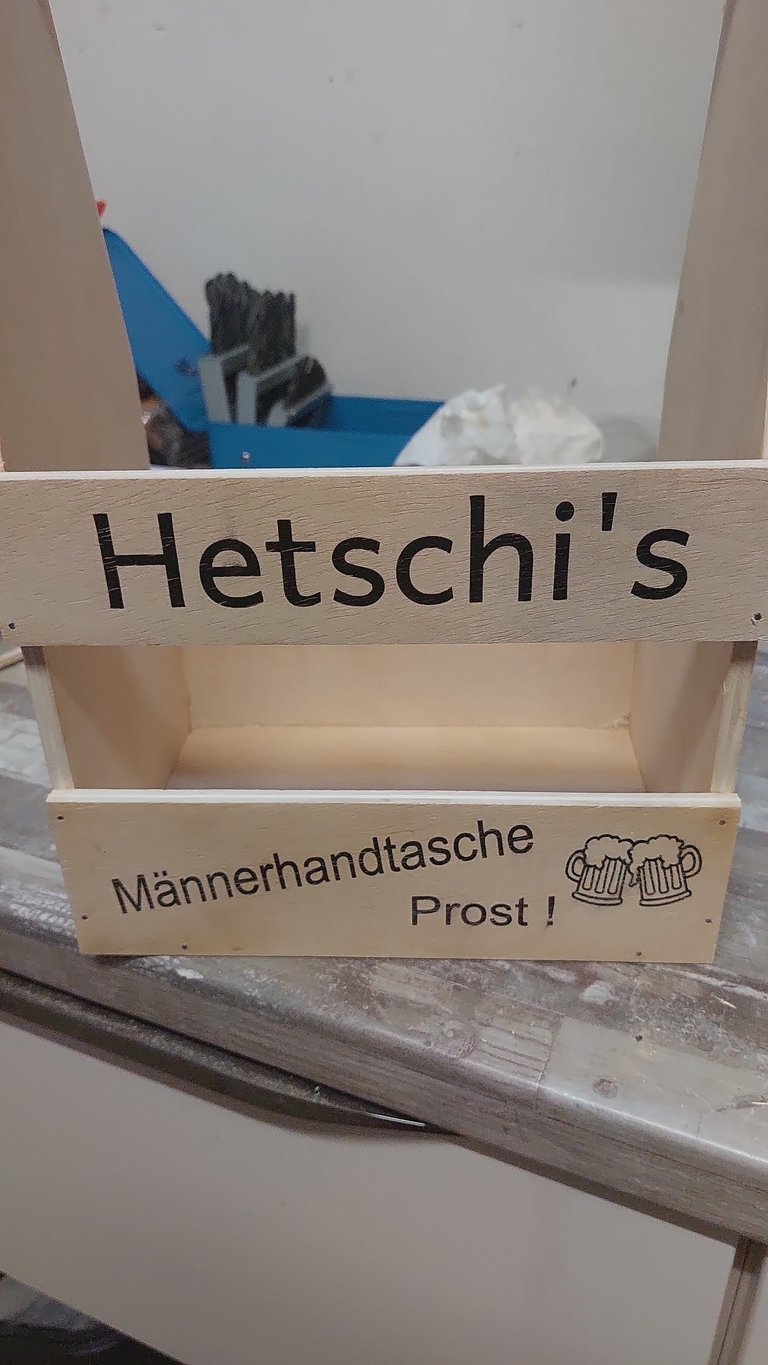 Hetschi's
Männerhandtasche
Prost !